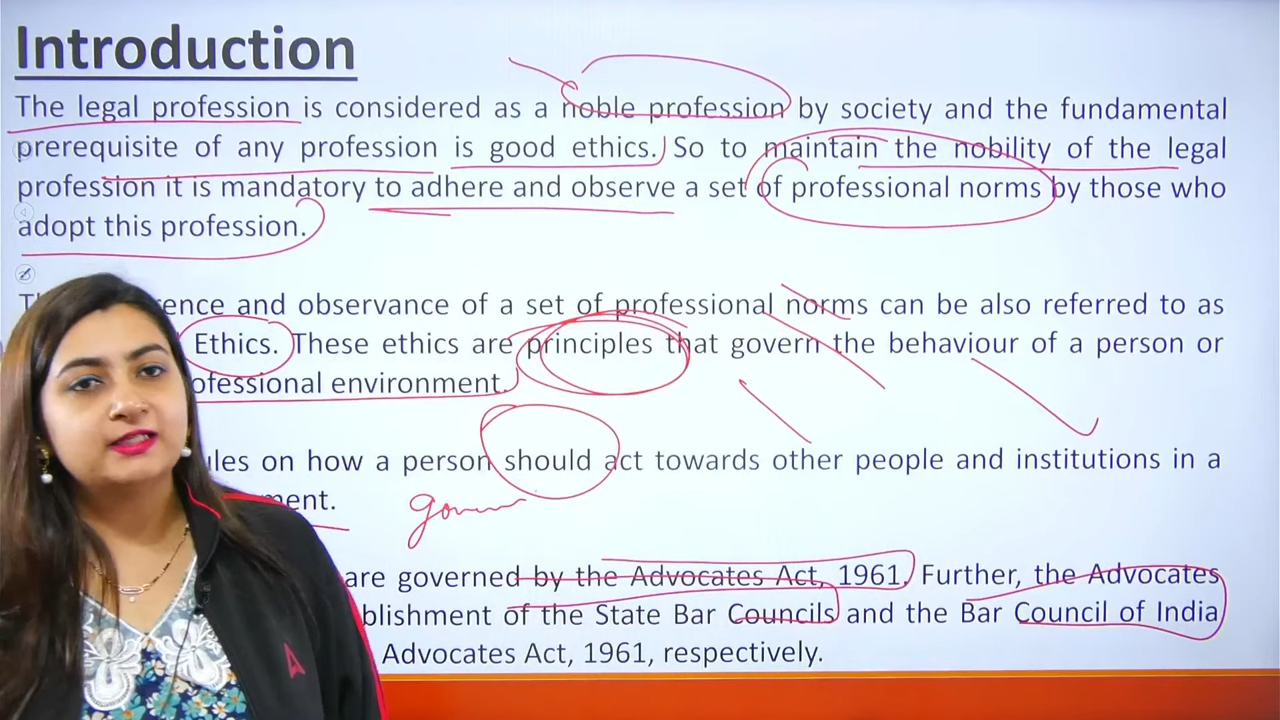 Introduction
The legal profession is considered as a noble profession by society and the fundamental
prerequisite of any profession is good ethics. So to maintain the nobility of the legal
profession it is mandatory to adhere and observe a set of professional norms by those who
adopt this profession.
and observance of a set of professional norms can be also referred to as
Ethics. These ethics are principles that govern the behaviour of a person or
environment.
on how a person should act towards other people and institutions in a
are governed by the Advocates Act, 1961. Further, the Advocates
of the State Bar Councils and the Bar Council of India
Advocates Act, 1961, respectively.